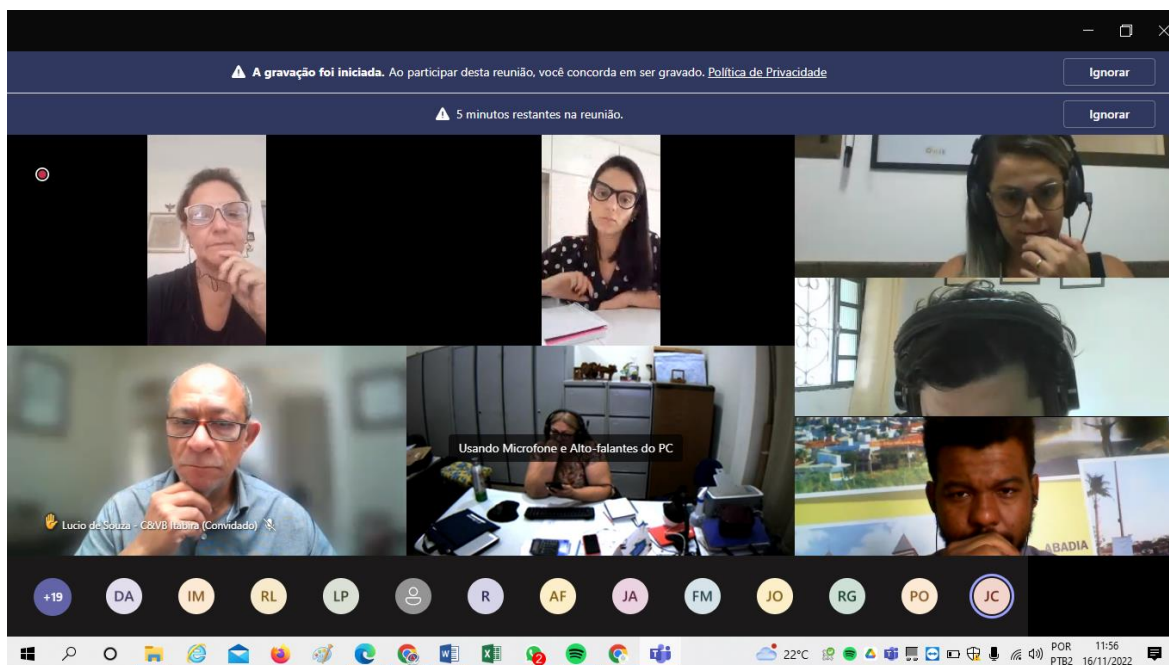 A gravação foi iniciada. Ao participar desta reunião, você concorda em ser gravado. Política de Privacidade
Ignorar
5 minutos restantes na reunião.
Ignorar
Usando Microfone e Alto-falantes do PC
Lucio de Souza - C&VB Itabira (Convidado)
ABADIA
+19
DA
IM
RL
LP
R
AF
JA
FM
JO
RG
PO
JC
22°C
POR
PTB2
11:56
16/11/2022